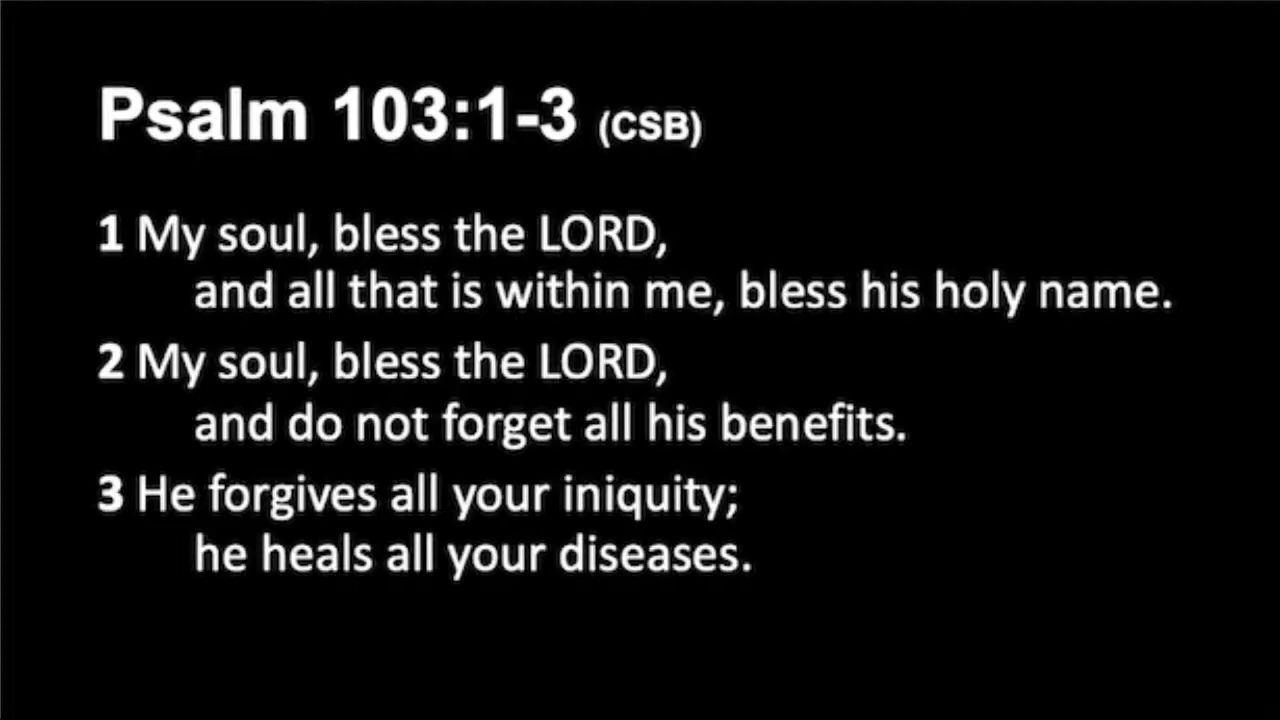 Psalm 103:1-3 (CSB)
1 My soul, bless the LORD,
and all that is within me, bless his holy name.
2 My soul, bless the LORD,
and do not forget all his benefits.
3 He forgives all your iniquity;
he heals all your diseases.